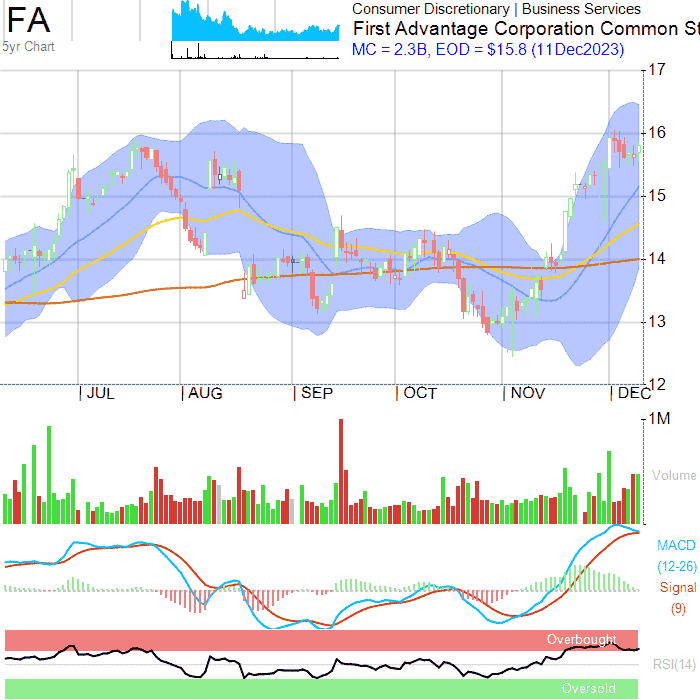 FA
5yr Chart
Consumer Discretionary | Business Services
First Advantage Corporation Common St
MC = 2.3B, EOD = $15.8 (11Dec2023)
17
16
15
14
13
12
JUL AUG SEP OCT NOV DEC
1M
Volume
MACD
(12-26)
Signal
(9)
Overbought
RSI(14)
Oversold